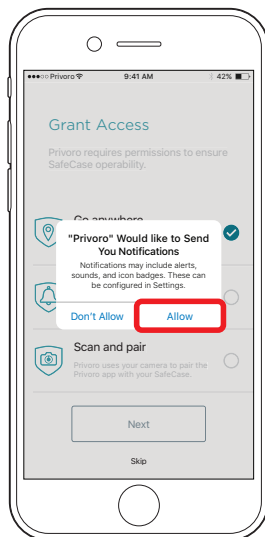 Privoro 9:41 AM 42%
Grant Access
Privoro requires permissions to ensure
SafeCase operability.
Go anywhere
"Privoro" Would like to Send
You Notifications
Notifications may include alerts,
sounds, and icon badges. These can
be configured in Settings.
Don't Allow Allow
Scan and pair
Privoro uses your camera to pair the
Privoro app with your SafeCase.
Next
Skip